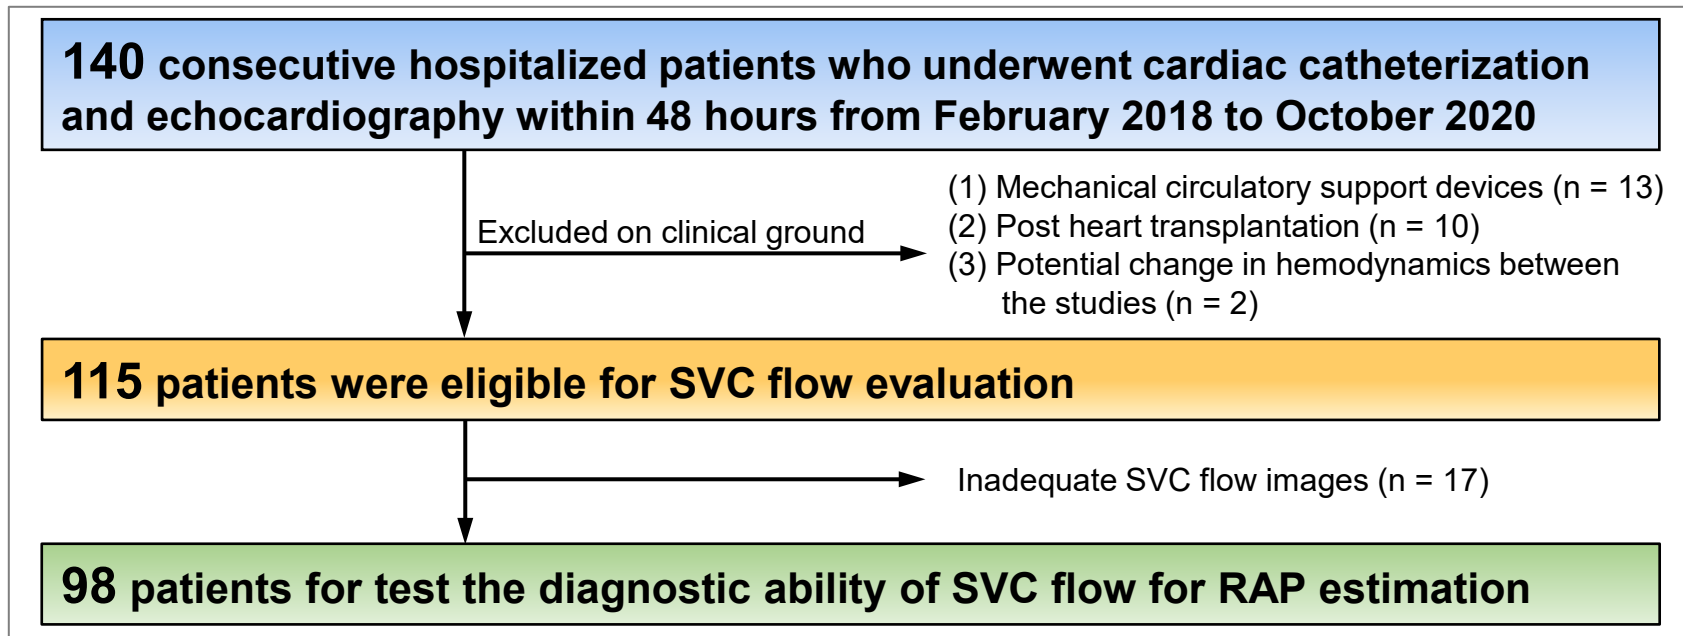 140 consecutive hospitalized patients who underwent cardiac catheterization
and echocardiography within 48 hours from February 2018 to October 2020
Excluded on clinical ground
(1) Mechanical circulatory support devices (n = 13)
(2) Post heart transplantation (n = 10)
(3) Potential change in hemodynamics between
the studies (n = 2)
115 patients were eligible for SVC flow evaluation
Inadequate SVC flow images (n = 17)
98 patients for test the diagnostic ability of SVC flow for RAP estimation